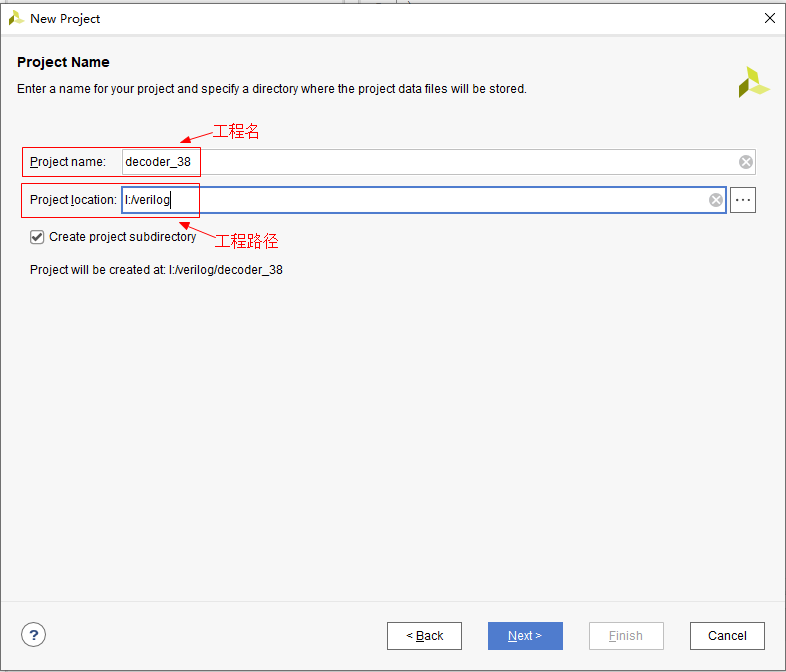 New Project
Project Name
Enter a name for your project and specify a directory where the project data files will be stored.
工程名
Project name: decoder_38
Project location: I:/verilog
...
Create project subdirectory
工程路径
Project will be created at: I:/verilog/decoder_38
?
< Back
Next >
Finish
Cancel